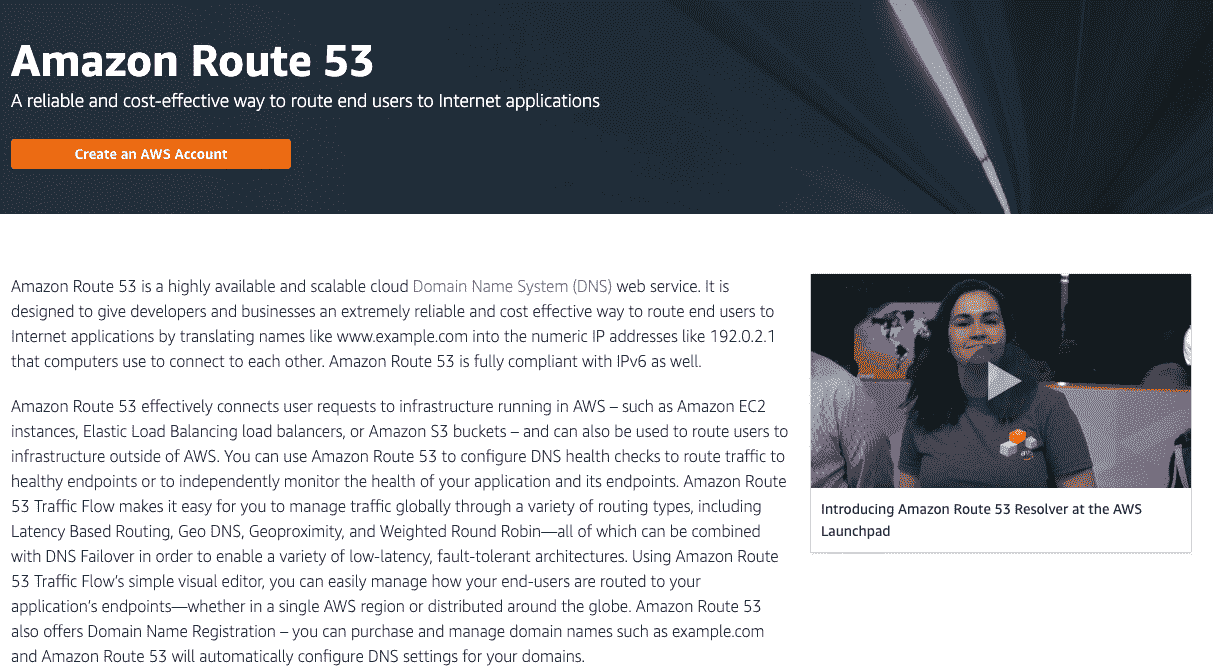 Amazon Route 53
A reliable and cost-effective way to route end users to Internet applications
Create an AWS Account
Amazon Route 53 is a highly available and scalable cloud Domain Name System (DNS) web service. It is
designed to give developers and businesses an extremely reliable and cost effective way to route end users to
Internet applications by translating names like www.example.com into the numeric IP addresses like 192.0.2.1
that computers use to connect to each other. Amazon Route 53 is fully compliant with IPv6 as well.
Amazon Route 53 effectively connects user requests to infrastructure running in AWS – such as Amazon EC2
instances, Elastic Load Balancing load balancers, or Amazon S3 buckets – and can also be used to route users to
infrastructure outside of AWS. You can use Amazon Route 53 to configure DNS health checks to route traffic to
healthy endpoints or to independently monitor the health of your application and its endpoints. Amazon Route
53 Traffic Flow makes it easy for you to manage traffic globally through a variety of routing types, including
Latency Based Routing, Geo DNS, Geoproximity, and Weighted Round Robin—all of which can be combined
with DNS Failover in order to enable a variety of low-latency, fault-tolerant architectures. Using Amazon Route
53 Traffic Flow’s simple visual editor, you can easily manage how your end-users are routed to your
application’s endpoints—whether in a single AWS region or distributed around the globe. Amazon Route 53
also offers Domain Name Registration – you can purchase and manage domain names such as example.com
and Amazon Route 53 will automatically configure DNS settings for your domains.
aws
Introducing Amazon Route 53 Resolver at the AWS
Launchpad